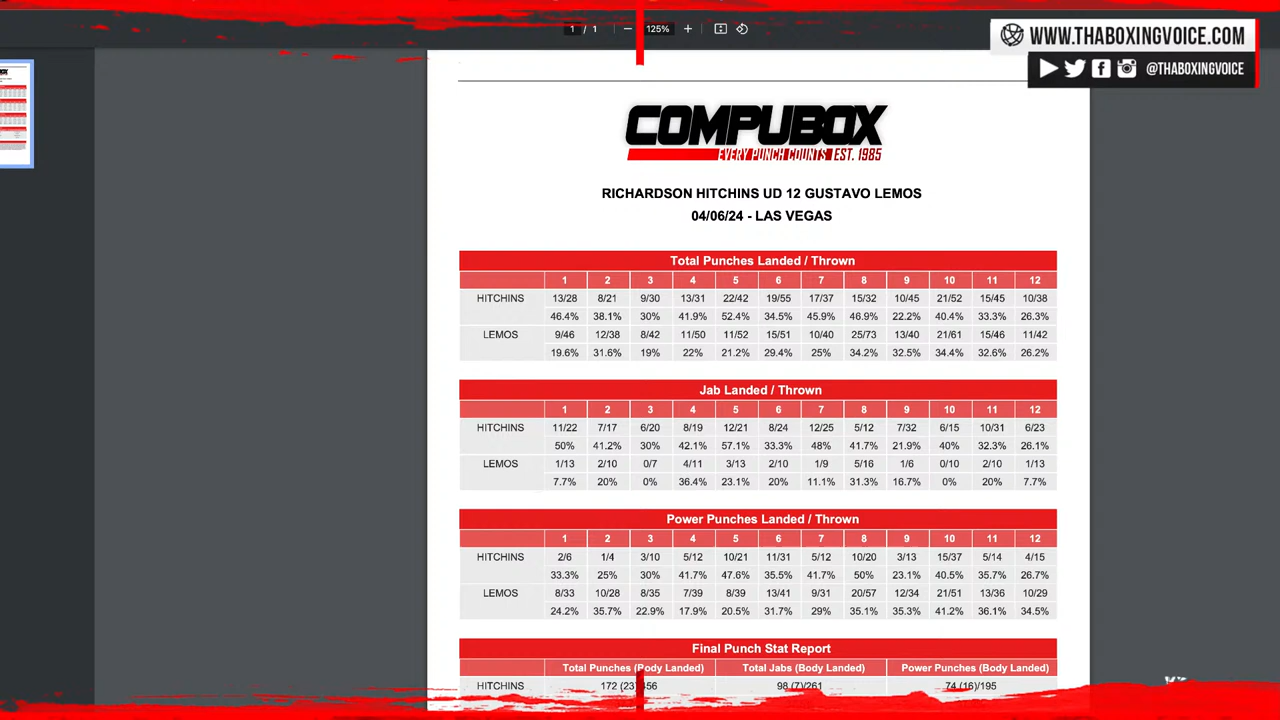 1 / 1 125%
WWW.THABOXINGVOICE.COM
@THABOXINGVOICE
COMPUBOX
EVERY PUNCH COUNTS EST. 1985
RICHARDSON HITCHINS UD 12 GUSTAVO LEMOS
04/06/24 - LAS VEGAS
Total Punches Landed / Thrown
1 2 3 4 5 6 7 8 9 10 11 12
HITCHINS 13/28 8/21 9/30 13/31 22/42 19/55 17/37 15/32 10/45 21/52 15/45 10/38
46.4% 38.1% 30% 41.9% 52.4% 34.5% 45.9% 46.9% 22.2% 40.4% 33.3% 26.3%
LEMOS 9/46 12/38 8/42 11/50 11/52 15/51 10/40 25/73 13/40 21/61 15/46 11/42
19.6% 31.6% 19% 22% 21.2% 29.4% 25% 34.2% 32.5% 34.4% 32.6% 26.2%
Jab Landed / Thrown
1 2 3 4 5 6 7 8 9 10 11 12
HITCHINS 11/22 7/17 6/20 8/19 12/21 8/24 12/25 5/12 7/32 6/15 10/31 6/23
50% 41.2% 30% 42.1% 57.1% 33.3% 48% 41.7% 21.9% 40% 32.3% 26.1%
LEMOS 1/13 2/10 0/7 4/11 3/13 2/10 1/9 5/16 1/6 0/10 2/10 1/13
7.7% 20% 0% 36.4% 23.1% 20% 11.1% 31.3% 16.7% 0% 20% 7.7%
Power Punches Landed / Thrown
1 2 3 4 5 6 7 8 9 10 11 12
HITCHINS 2/6 1/4 3/10 5/12 10/21 11/31 5/12 10/20 3/13 15/37 5/14 4/15
33.3% 25% 30% 41.7% 47.6% 35.5% 41.7% 50% 23.1% 40.5% 35.7% 26.7%
LEMOS 8/33 10/28 8/35 7/39 8/39 13/41 9/31 20/57 12/34 21/51 13/36 10/29
24.2% 35.7% 22.9% 17.9% 20.5% 31.7% 29% 35.1% 35.3% 41.2% 36.1% 34.5%
Final Punch Stat Report
Total Punches (Body Landed) Total Jabs (Body Landed) Power Punches (Body Landed)
HITCHINS 172 98 (7)/261 74 (16)/195